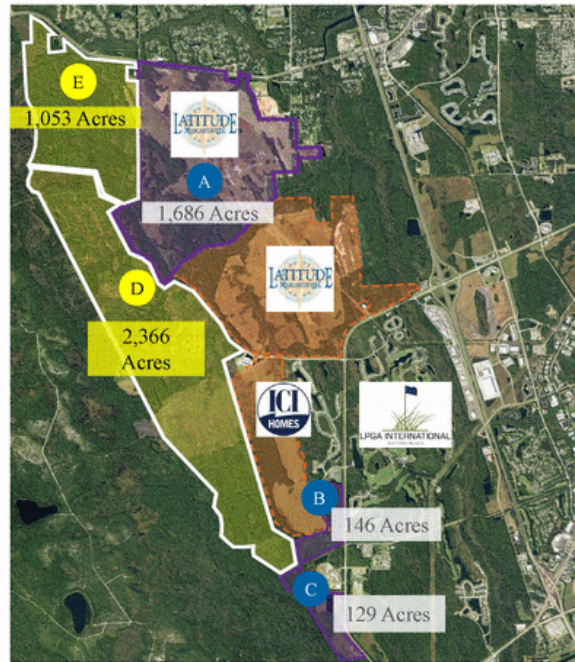 E
1,053 Acres
LATITUDE
MARGARITAVILLE
A
1,686 Acres
LATITUDE
MARGARITAVILLE
D
2,366
Acres
ICI
HOMES
LPGA INTERNATIONAL
B
146 Acres
C
129 Acres